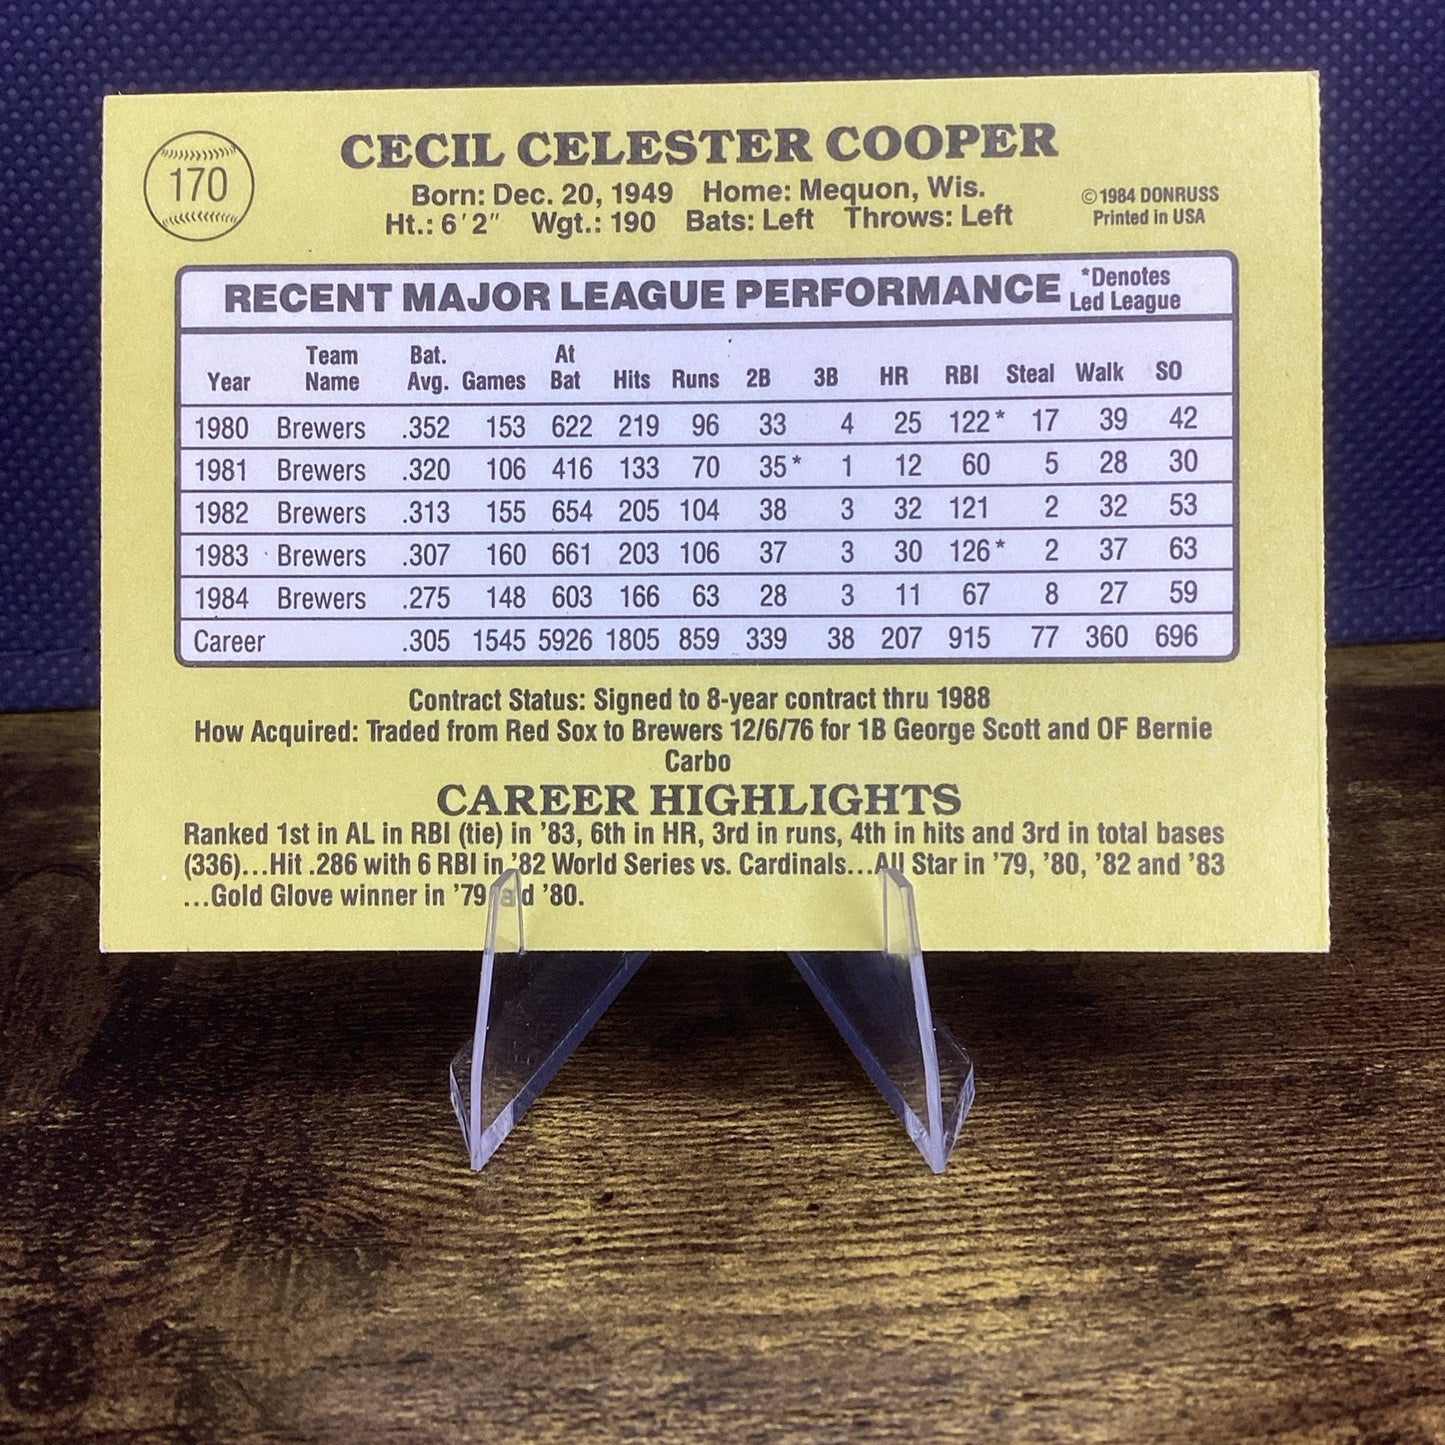 170
CECIL CELESTER COOPER
Born: Dec. 20, 1949 Home: Mequon, Wis.
Ht.: 6'2" Wgt.: 190 Bats: Left Throws: Left
©1984 DONRUSS
Printed in USA
RECENT MAJOR LEAGUE PERFORMANCE *Denotes
Led League
Team Bat. At
Year Name Avg. Games Bat Hits Runs 2B 3B HR RBI Steal Walk SO
1980 Brewers .352 153 622 219 96 33 4 25 122* 17 39 42
1981 Brewers .320 106 416 133 70 35* 1 12 60 5 28 30
1982 Brewers .313 155 654 205 104 38 3 32 121 2 32 53
1983 Brewers .307 160 661 203 106 37 3 30 126* 2 37 63
1984 Brewers .275 148 603 166 63 28 3 11 67 8 27 59
Career .305 1545 5926 1805 859 339 38 207 915 77 360 696
Contract Status: Signed to 8-year contract thru 1988
How Acquired: Traded from Red Sox to Brewers 12/6/76 for 1B George Scott and OF Bernie
Carbo
CAREER HIGHLIGHTS
Ranked 1st in AL in RBI (tie) in '83, 6th in HR, 3rd in runs, 4th in hits and 3rd in total bases
(336)...Hit .286 with 6 RBI in '82 World Series vs. Cardinals...All Star in '79, '80, '82 and '83
...Gold Glove winner in '79 and '80.